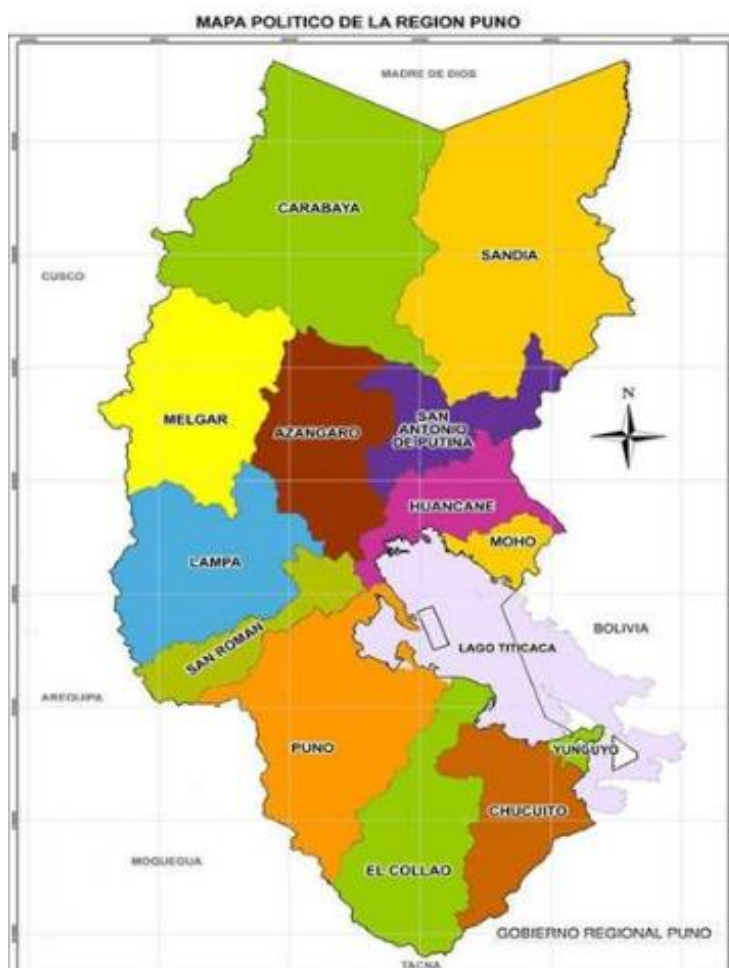 MAPA POLITICO DE LA REGION PUNO
MADRE DE DIOS
CARABAYA
SANDIA
CUSCO
N
MELGAR
AZANGARO
SAN
ANTONIO
DE PUTINA
HUANCANE
MOHO
LAMPA
BOLIVIA
SAN ROMAN
LAGO TITICACA
AREQUIPA
PUNO
YUNGUYO
CHUCUITO
MOQUEGUA
EL COLLAO
GOBIERNO REGIONAL PUNO
TACNA